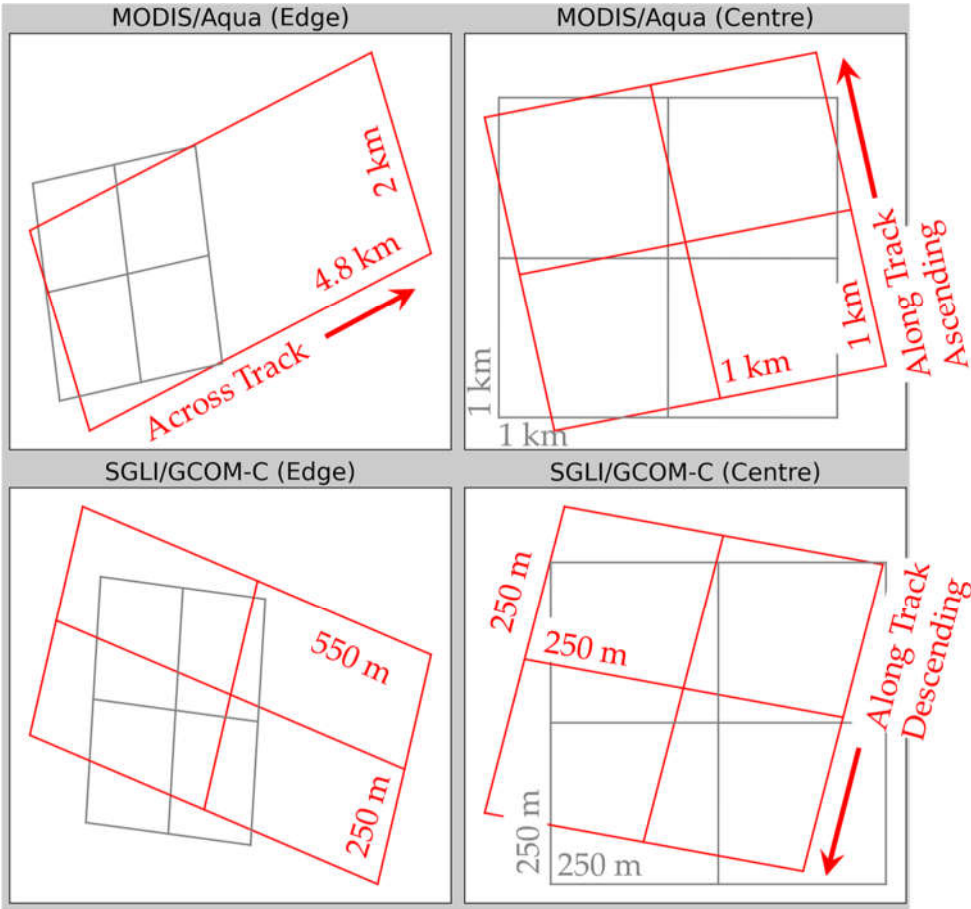 MODIS/Aqua (Edge)
2 km
4.8 km
Across Track
MODIS/Aqua (Centre)
Along Track
Ascending
1 km
1 km
1 km
1 km
SGLI/GCOM-C (Edge)
550 m
250 m
SGLI/GCOM-C (Centre)
250 m
250 m
Along Track
Descending
250 m
250 m